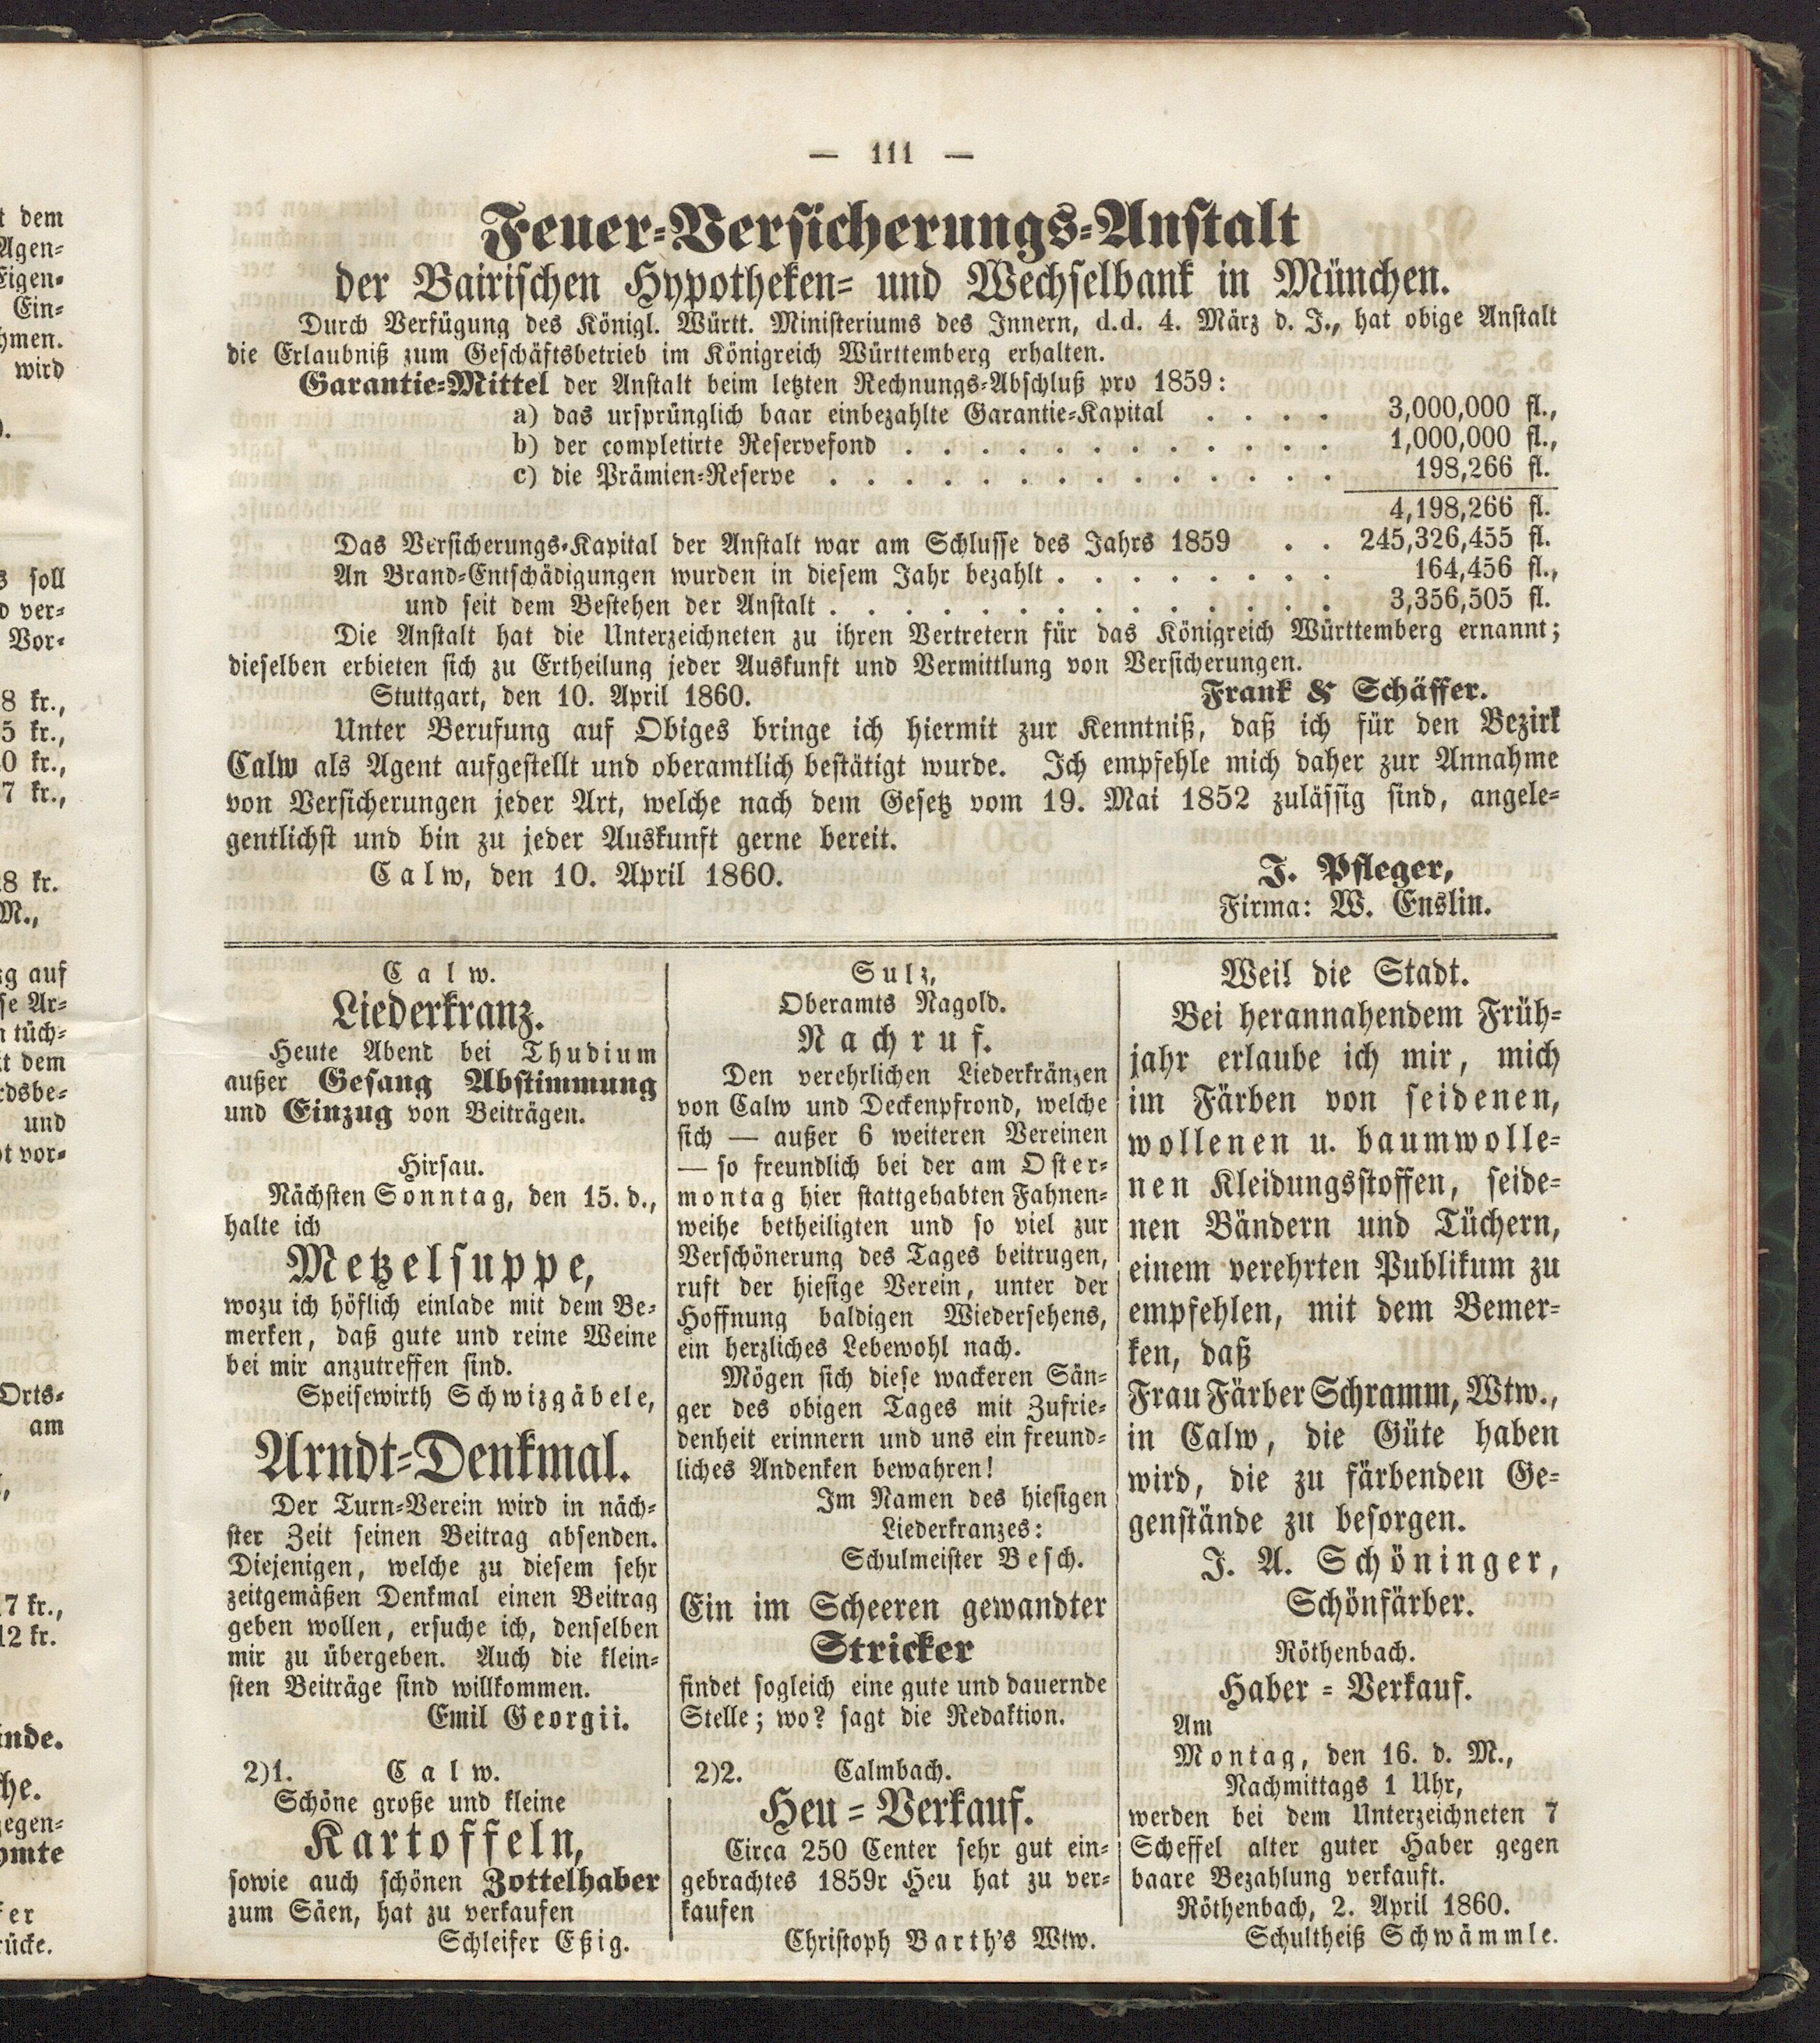 — 111 —
Feuer-Versicherungs-Anstalt
der Bairischen Hypotheken- und Wechselbank in München.
Durch Verfügung des Königl. Württ. Ministeriums des Innern, d.d. 4. März d. J., hat obige Anstalt
die Erlaubniß zum Geschäftsbetrieb im Königreich Württemberg erhalten.
Garantie-Mittel der Anstalt beim letzten Rechnungs-Abschluß pro 1859:
a) das ursprünglich baar einbezahlte Garantie-Kapital . . . . 3,000,000 fl.,
b) der completirte Reservefond . . . . . . . . . . . . 1,000,000 fl.,
c) die Prämien-Reserve . . . . . . . . . . . . . . 198,266 fl.
4,198,266 fl.
Das Versicherungs-Kapital der Anstalt war am Schlusse des Jahrs 1859 . . 245,326,455 fl.
An Brand-Entschädigungen wurden in diesem Jahr bezahlt . . . . . . . . 164,456 fl.,
und seit dem Bestehen der Anstalt . . . . . . . . . . . . . . 3,356,505 fl.
Die Anstalt hat die Unterzeichneten zu ihren Vertretern für das Königreich Württemberg ernannt;
dieselben erbieten sich zu Ertheilung jeder Auskunft und Vermittlung von Versicherungen.
Stuttgart, den 10. April 1860. Frank & Schäffer.
Unter Berufung auf Obiges bringe ich hiermit zur Kenntniß, daß ich für den Bezirk
Calw als Agent aufgestellt und oberamtlich bestätigt wurde. Ich empfehle mich daher zur Annahme
von Versicherungen jeder Art, welche nach dem Gesetz vom 19. Mai 1852 zulässig sind, angele-
gentlichst und bin zu jeder Auskunft gerne bereit.
Calw, den 10. April 1860. J. Pfleger,
Firma: W. Enslin.
Calw.
Liederkranz.
Heute Abend bei Thudium
außer Gesang Abstimmung
und Einzug von Beiträgen.
Hirsau.
Nächsten Sonntag, den 15. d.,
halte ich
Metzelsuppe,
wozu ich höflich einlade mit dem Be-
merken, daß gute und reine Weine
bei mir anzutreffen sind.
Speisewirth Schwizgäbele,
Arndt-Denkmal.
Der Turn-Verein wird in näch-
ster Zeit seinen Beitrag absenden.
Diejenigen, welche zu diesem sehr
zeitgemäßen Denkmal einen Beitrag
geben wollen, ersuche ich, denselben
mir zu übergeben. Auch die klein-
sten Beiträge sind willkommen.
Emil Georgii.
2)1. Calw.
Schöne große und kleine
Kartoffeln,
sowie auch schönen Zottelhaber
zum Säen, hat zu verkaufen
Schleifer Eßig.
Sulz,
Oberamts Nagold.
Nachruf.
Den verehrlichen Liederkränzen
von Calw und Deckenpfrond, welche
sich — außer 6 weiteren Vereinen
— so freundlich bei der am Oster-
montag hier stattgehabten Fahnen-
weihe betheiligten und so viel zur
Verschönerung des Tages beitrugen,
ruft der hiesige Verein, unter der
Hoffnung baldigen Wiedersehens,
ein herzliches Lebewohl nach.
Mögen sich diese wackeren Sän-
ger des obigen Tages mit Zufrie-
denheit erinnern und uns ein freund-
liches Andenken bewahren!
Im Namen des hiesigen
Liederkranzes:
Schulmeister Besch.
Ein im Scheeren gewandter
Stricker
findet sogleich eine gute und dauernde
Stelle; wo? sagt die Redaktion.
2)2. Calmbach.
Heu-Verkauf.
Circa 250 Center sehr gut ein-
gebrachtes 1859r Heu hat zu ver-
kaufen
Christoph Barth's Wtw.
Weil die Stadt.
Bei herannahendem Früh-
jahr erlaube ich mir, mich
im Färben von seidenen,
wollenen u. baumwolle-
nen Kleidungsstoffen, seide-
nen Bändern und Tüchern,
einem verehrten Publikum zu
empfehlen, mit dem Bemer-
ken, daß
Frau Färber Schramm, Wtw.,
in Calw, die Güte haben
wird, die zu färbenden Ge-
genstände zu besorgen.
J. A. Schöninger,
Schönfärber.
Röthenbach.
Haber-Verkauf.
Am
Montag, den 16. d. M.,
Nachmittags 1 Uhr,
werden bei dem Unterzeichneten 7
Scheffel alter guter Haber gegen
baare Bezahlung verkauft.
Röthenbach, 2. April 1860.
Schultheiß Schwämmle.